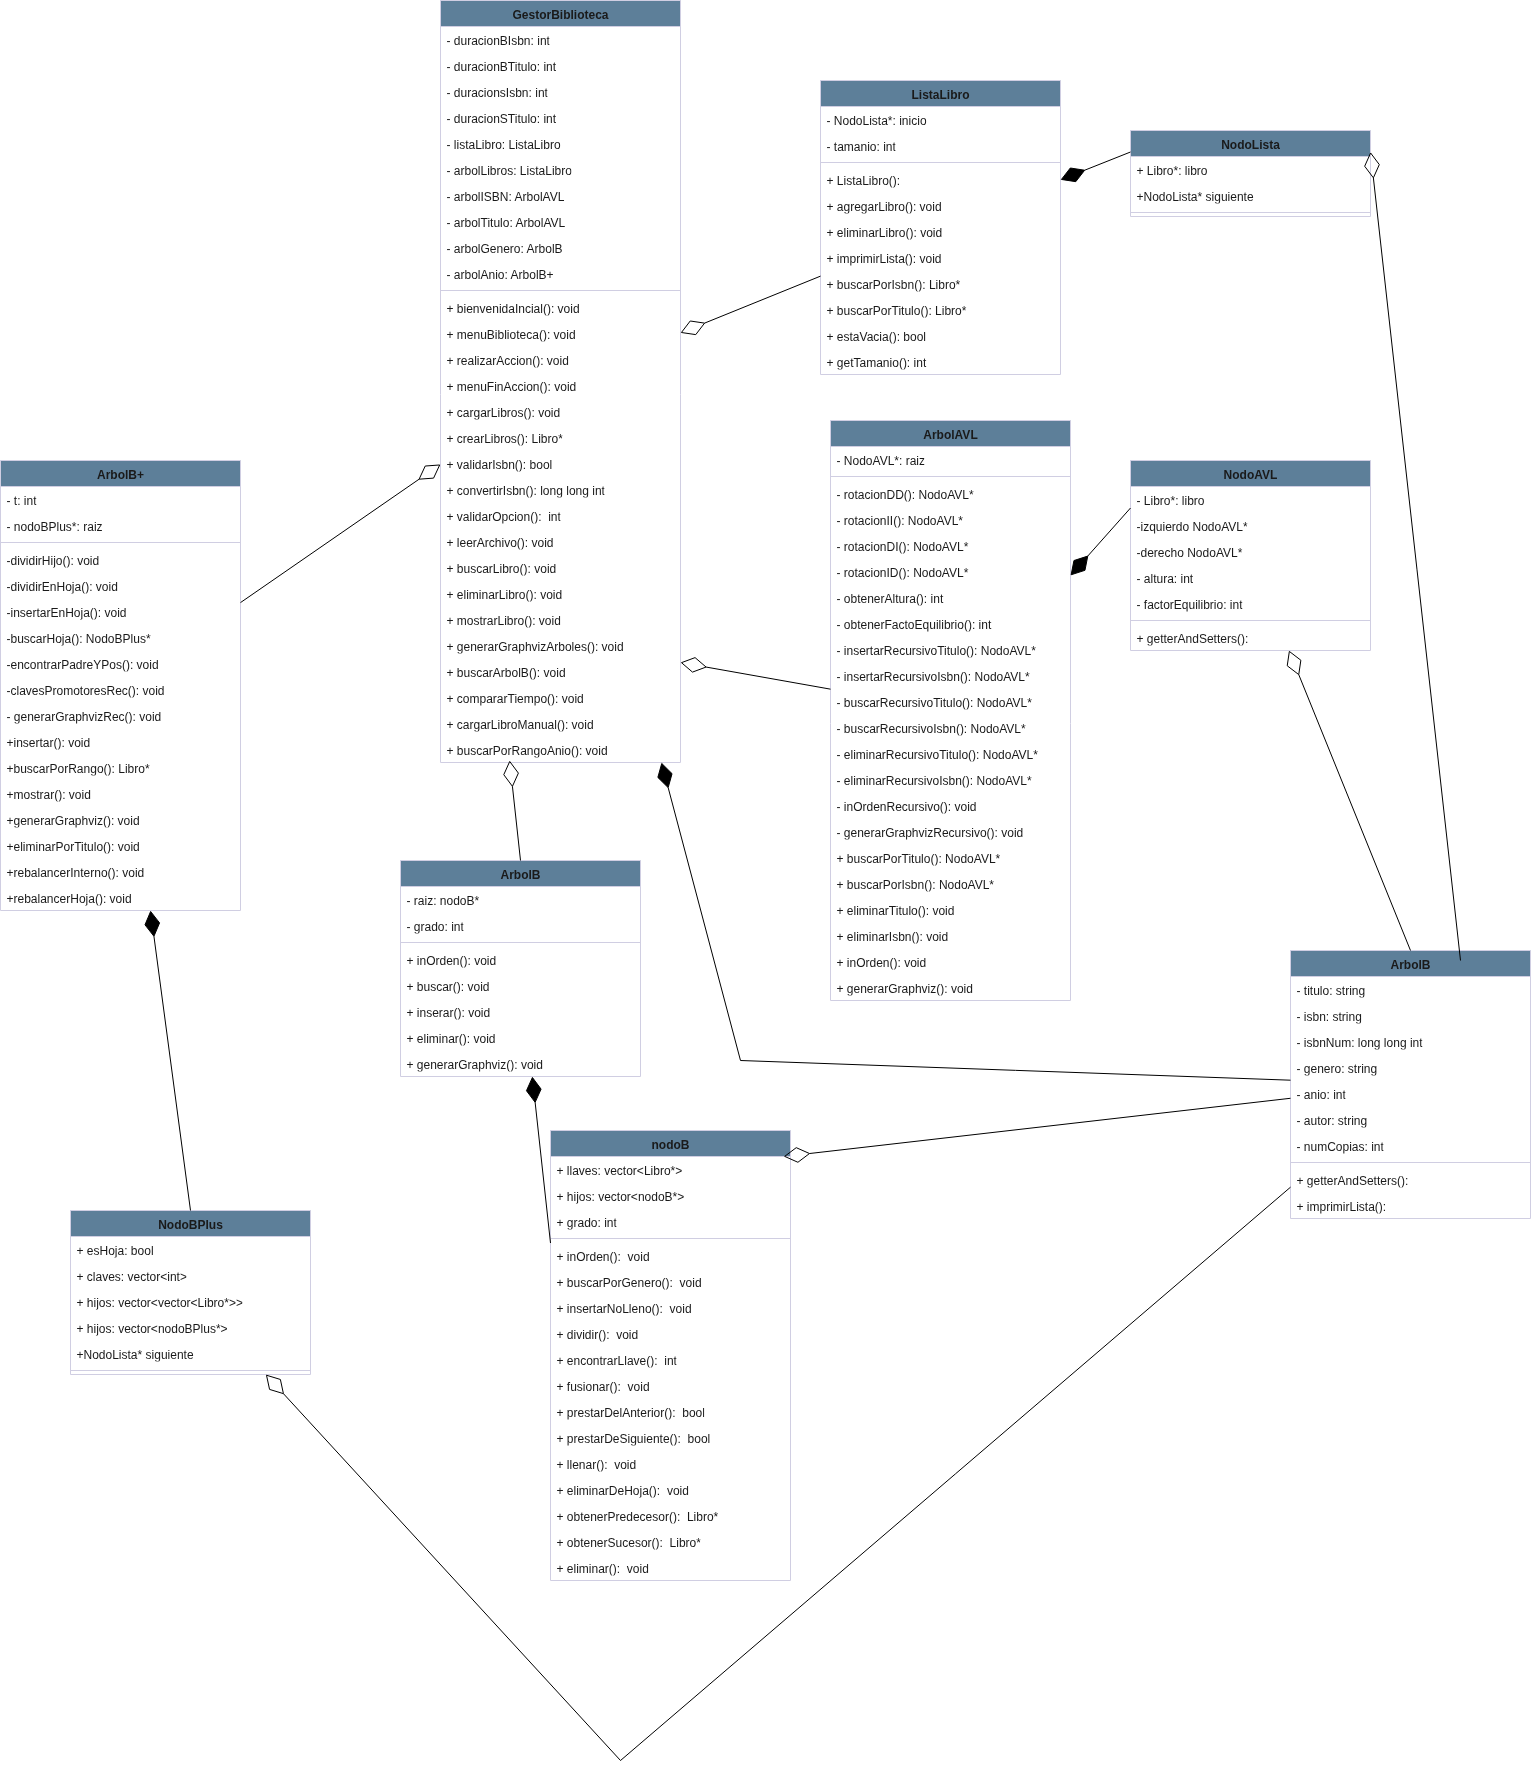 GestorBiblioteca
- duracionBIsbn: int
- duracionBTitulo: int
- duracionsIsbn: int
- duracionSTitulo: int
- listaLibro: ListaLibro
- arbolLibros: ListaLibro
- arbolISBN: ArbolAVL
- arbolTitulo: ArbolAVL
- arbolGenero: ArbolB
- arbolAnio: ArbolB+
+ bienvenidaIncial(): void
+ menuBiblioteca(): void
+ realizarAccion(): void
+ menuFinAccion(): void
+ cargarLibros(): void
+ crearLibros(): Libro*
+ validarIsbn(): bool
+ convertirIsbn(): long long int
+ validarOpcion():  int
+ leerArchivo(): void
+ buscarLibro(): void
+ eliminarLibro(): void
+ mostrarLibro(): void
+ generarGraphvizArboles(): void
+ buscarArbolB(): void
+ compararTiempo(): void
+ cargarLibroManual(): void
+ buscarPorRangoAnio(): void
ListaLibro
- NodoLista*: inicio
- tamanio: int
+ ListaLibro():
+ agregarLibro(): void
+ eliminarLibro(): void
+ imprimirLista(): void
+ buscarPorIsbn(): Libro*
+ buscarPorTitulo(): Libro*
+ estaVacia(): bool
+ getTamanio(): int
NodoLista
+ Libro*: libro
+NodoLista* siguiente
ArbolB+
- t: int
- nodoBPlus*: raiz
-dividirHijo(): void
-dividirEnHoja(): void
-insertarEnHoja(): void
-buscarHoja(): NodoBPlus*
-encontrarPadreYPos(): void
-clavesPromotoresRec(): void
- generarGraphvizRec(): void
+insertar(): void
+buscarPorRango(): Libro*
+mostrar(): void
+generarGraphviz(): void
+eliminarPorTitulo(): void
+rebalancerInterno(): void
+rebalancerHoja(): void
ArbolAVL
- NodoAVL*: raiz
- rotacionDD(): NodoAVL*
- rotacionII(): NodoAVL*
- rotacionDI(): NodoAVL*
- rotacionID(): NodoAVL*
- obtenerAltura(): int
- obtenerFactoEquilibrio(): int
- insertarRecursivoTitulo(): NodoAVL*
- insertarRecursivoIsbn(): NodoAVL*
- buscarRecursivoTitulo(): NodoAVL*
- buscarRecursivoIsbn(): NodoAVL*
- eliminarRecursivoTitulo(): NodoAVL*
- eliminarRecursivoIsbn(): NodoAVL*
- inOrdenRecursivo(): void
- generarGraphvizRecursivo(): void
+ buscarPorTitulo(): NodoAVL*
+ buscarPorIsbn(): NodoAVL*
+ eliminarTitulo(): void
+ eliminarIsbn(): void
+ inOrden(): void
+ generarGraphviz(): void
NodoAVL
- Libro*: libro
-izquierdo NodoAVL*
-derecho NodoAVL*
- altura: int
- factorEquilibrio: int
+ getterAndSetters():
ArbolB
- raiz: nodoB*
- grado: int
+ inOrden(): void
+ buscar(): void
+ inserar(): void
+ eliminar(): void
+ generarGraphviz(): void
ArbolB
- titulo: string
- isbn: string
- isbnNum: long long int
- genero: string
- anio: int
- autor: string
- numCopias: int
+ getterAndSetters():
+ imprimirLista():
nodoB
+ llaves: vector<Libro*>
+ hijos: vector<nodoB*>
+ grado: int
+ inOrden():  void
+ buscarPorGenero():  void
+ insertarNoLleno():  void
+ dividir():  void
+ encontrarLlave():  int
+ fusionar():  void
+ prestarDelAnterior():  bool
+ prestarDeSiguiente():  bool
+ llenar():  void
+ eliminarDeHoja():  void
+ obtenerPredecesor():  Libro*
+ obtenerSucesor():  Libro*
+ eliminar():  void
NodoBPlus
+ esHoja: bool
+ claves: vector<int>
+ hijos: vector<vector<Libro*>>
+ hijos: vector<nodoBPlus*>
+NodoLista* siguiente